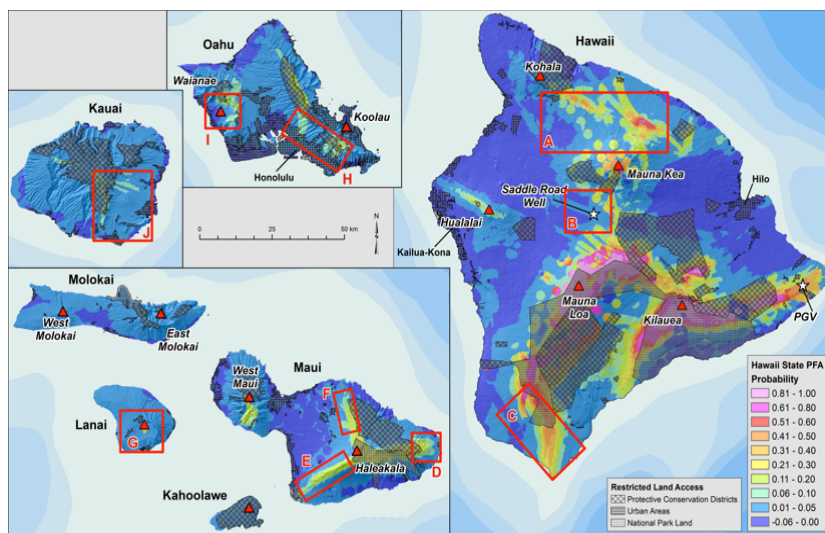 Oahu
Waianae
Koolau
I
Honolulu
H
Kauai
J
N
0
25
50 km
Hawaii
Kohala
A
Mauna Kea
Saddle Road
Well
B
Hilo
Hualalai
Kailua-Kona
Mauna
Loa
Kilauea
PGV
C
Molokai
West
Molokai
East
Molokai
Lanai
G
Maui
West
Maui
F
E
D
Haleakala
Kahoolawe
Restricted Land Access
Protective Conservation Districts
Urban Areas
National Park Land
Hawaii State PFA
Probability
0.81 - 1.00
0.61 - 0.80
0.51 - 0.60
0.41 - 0.50
0.31 - 0.40
0.21 - 0.30
0.11 - 0.20
0.06 - 0.10
0.01 - 0.05
-0.06 - 0.00